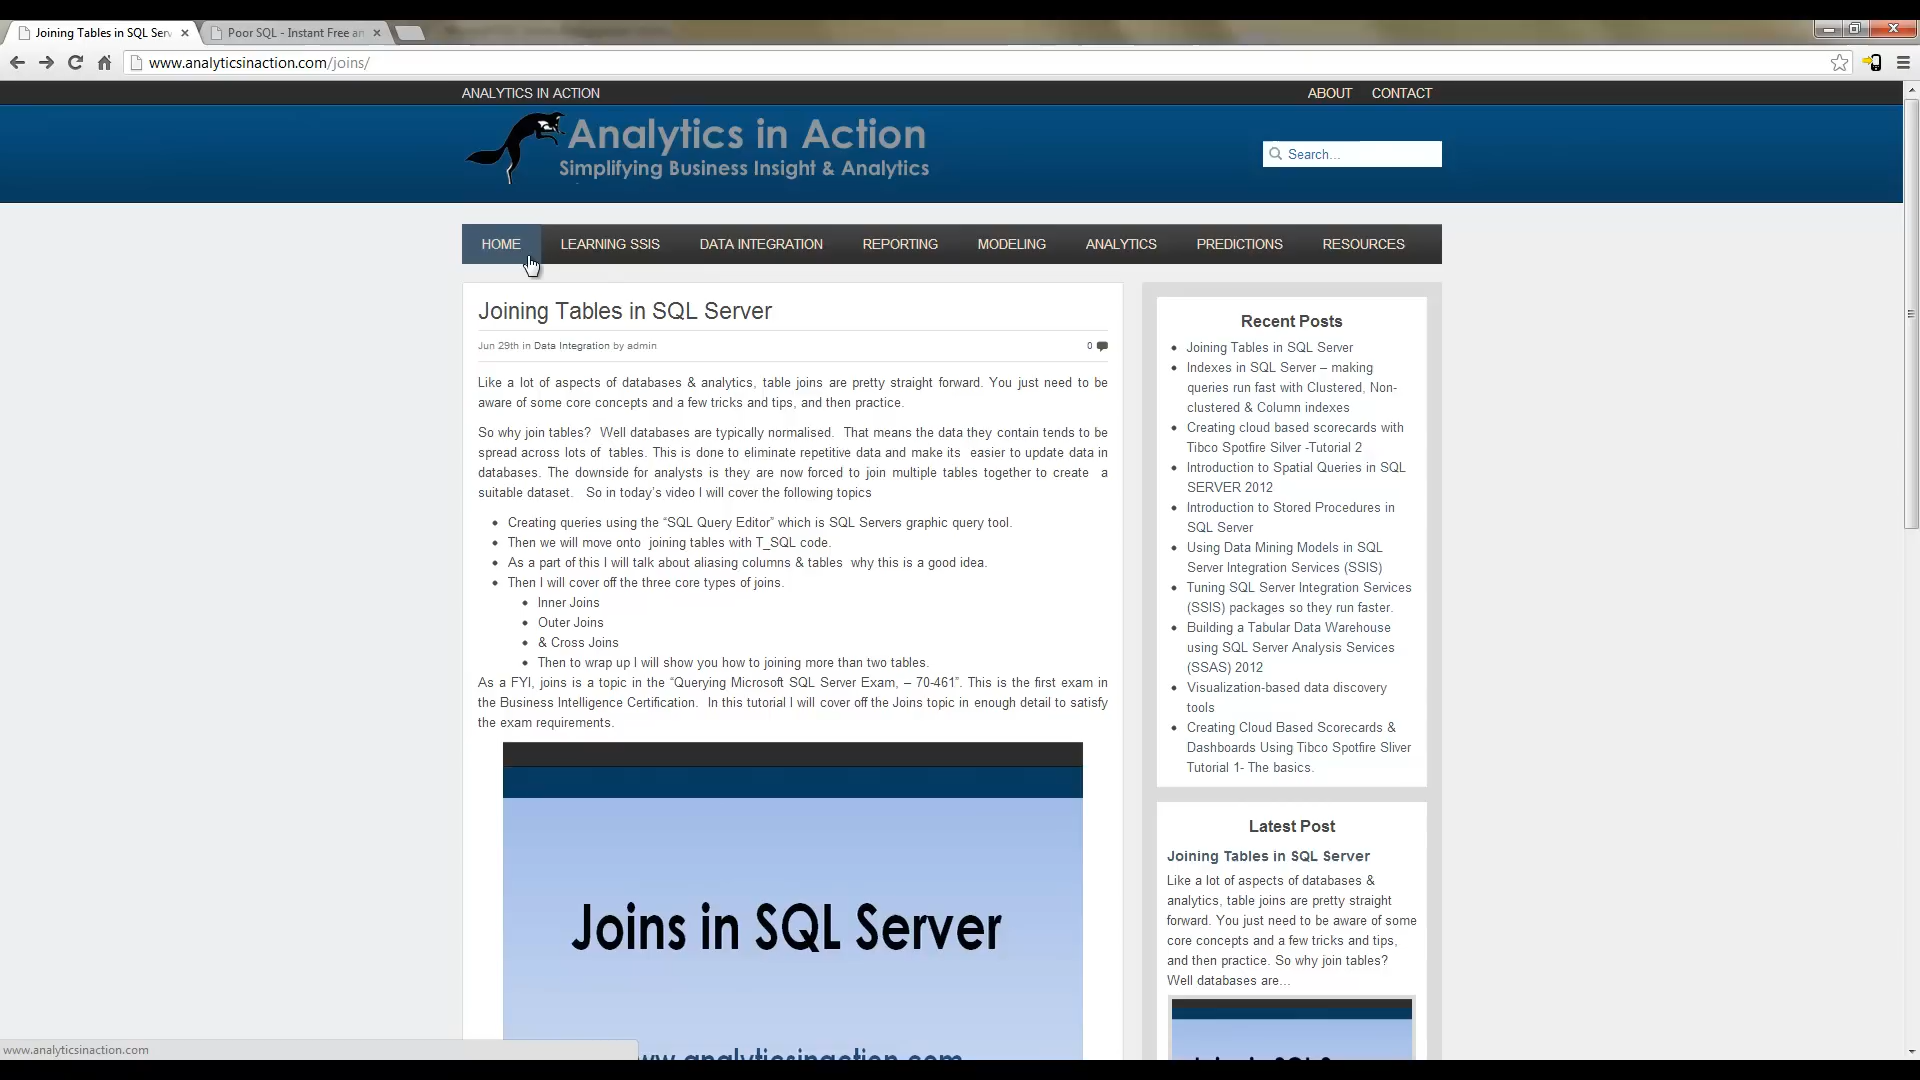 Joining Tables in SQL Serv
Poor SQL - Instant Free an
www.analyticsinaction.com/joins/
ANALYTICS IN ACTION
ABOUT
CONTACT
Analytics in Action
Simplifying Business Insight & Analytics
Search...
HOME
LEARNING SSIS
DATA INTEGRATION
REPORTING
MODELING
ANALYTICS
PREDICTIONS
RESOURCES
Joining Tables in SQL Server
Jun 29th in Data Integration by admin
0
Like a lot of aspects of databases & analytics, table joins are pretty straight forward. You just need to be
aware of some core concepts and a few tricks and tips, and then practice.
So why join tables? Well databases are typically normalised. That means the data they contain tends to be
spread across lots of tables. This is done to eliminate repetitive data and make its easier to update data in
databases. The downside for analysts is they are now forced to join multiple tables together to create a
suitable dataset. So in today's video I will cover the following topics
Creating queries using the “SQL Query Editor” which is SQL Servers graphic query tool.
Then we will move onto joining tables with T_SQL code.
As a part of this I will talk about aliasing columns & tables why this is a good idea.
Then I will cover off the three core types of joins.
Inner Joins
Outer Joins
& Cross Joins
Then to wrap up I will show you how to joining more than two tables.
As a FYI, joins is a topic in the “Querying Microsoft SQL Server Exam, – 70-461”. This is the first exam in
the Business Intelligence Certification. In this tutorial I will cover off the Joins topic in enough detail to satisfy
the exam requirements.
Joins in SQL Server
www.analyticsinaction.com
Recent Posts
Joining Tables in SQL Server
Indexes in SQL Server – making
queries run fast with Clustered, Non-
clustered & Column indexes
Creating cloud based scorecards with
Tibco Spotfire Silver -Tutorial 2
Introduction to Spatial Queries in SQL
SERVER 2012
Introduction to Stored Procedures in
SQL Server
Using Data Mining Models in SQL
Server Integration Services (SSIS)
Tuning SQL Server Integration Services
(SSIS) packages so they run faster.
Building a Tabular Data Warehouse
using SQL Server Analysis Services
(SSAS) 2012
Visualization-based data discovery
tools
Creating Cloud Based Scorecards &
Dashboards Using Tibco Spotfire Sliver
Tutorial 1- The basics.
Latest Post
Joining Tables in SQL Server
Like a lot of aspects of databases &
analytics, table joins are pretty straight
forward. You just need to be aware of some
core concepts and a few tricks and tips,
and then practice. So why join tables?
Well databases are...
www.analyticsinaction.com